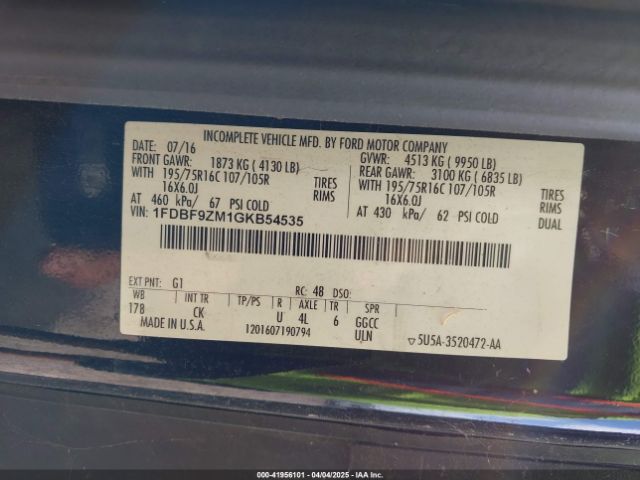 INCOMPLETE VEHICLE MFD. BY FORD MOTOR COMPANY
DATE: 07/16 GVWR: 4513 KG ( 9950 LB)
FRONT GAWR: 1873 KG ( 4130 LB) REAR GAWR: 3100 KG ( 6835 LB)
WITH 195/75R16C 107/105R TIRES WITH 195/75R16C 107/105R TIRES
16X6.0J RIMS 16X6.0J RIMS
AT 460 kPa/ 67 PSI COLD AT 430 kPa/ 62 PSI COLD DUAL
VIN: 1FDBF9ZM1GKB54535
EXT PNT: G1 RC: 48 DSO:
WB INT TR TP/PS R AXLE TR SPR
178 CK U 4L 6 GGCC
MADE IN U.S.A. 1201607190794 ULN ▽5U5A-3520472-AA
00-41956101 | 04/04/2025 | IAA Inc.